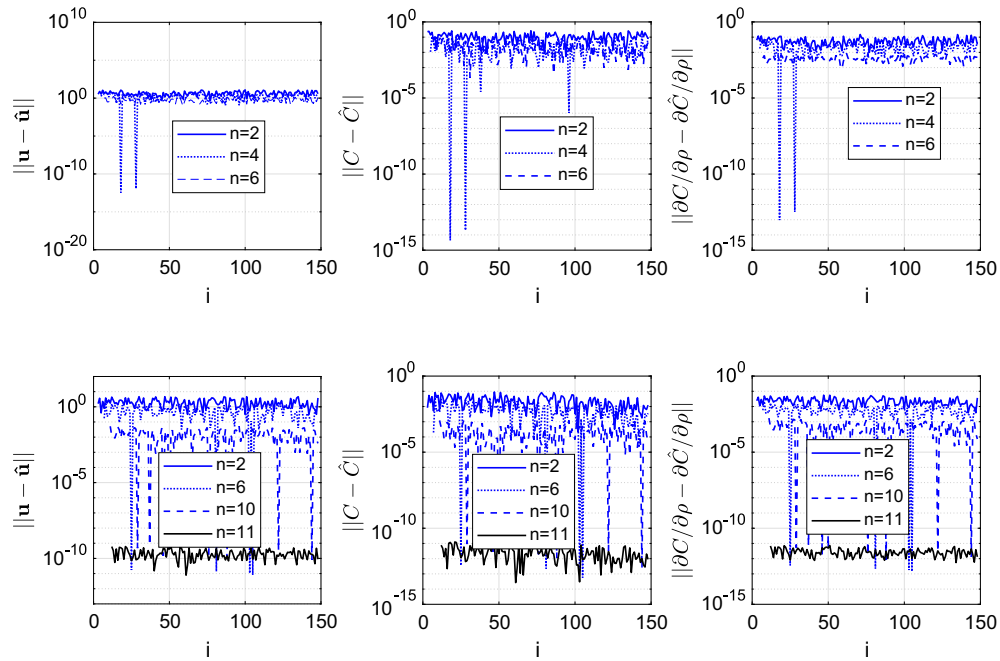 10^10
10^0
10^-10
10^-20
||u − û||
0 50 100 150
i
n=2
n=4
n=6
10^0
10^-5
10^-10
10^-15
||C − Ĉ||
0 50 100 150
i
n=2
n=4
n=6
10^0
10^-5
10^-10
10^-15
||∂C/∂ρ − ∂Ĉ/∂ρ||
0 50 100 150
i
n=2
n=4
n=6
10^0
10^-5
10^-10
||u − û||
0 50 100 150
i
n=2
n=6
n=10
n=11
10^0
10^-5
10^-10
10^-15
||C − Ĉ||
0 50 100 150
i
n=2
n=6
n=10
n=11
10^0
10^-5
10^-10
10^-15
||∂C/∂ρ − ∂Ĉ/∂ρ||
0 50 100 150
i
n=2
n=6
n=10
n=11